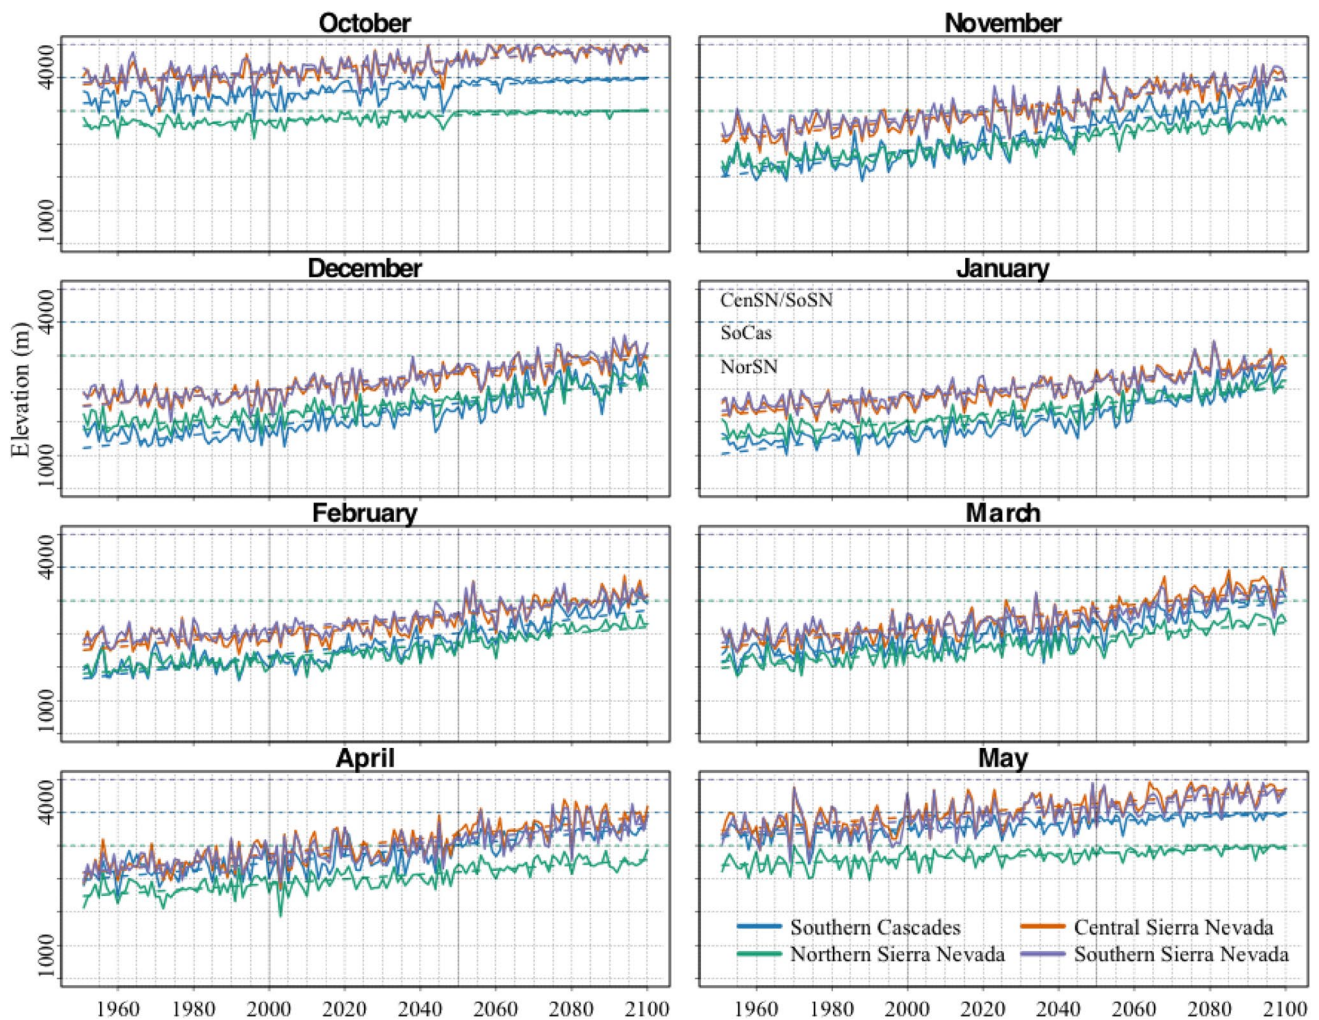 October
November
4000
1000
December
January
4000
1000
CenSN/SoSN
SoCas
NorSN
Elevation (m)
February
March
4000
1000
April
May
4000
1000
Southern Cascades
Central Sierra Nevada
Northern Sierra Nevada
Southern Sierra Nevada
1960 1980 2000 2020 2040 2060 2080 2100
1960 1980 2000 2020 2040 2060 2080 2100